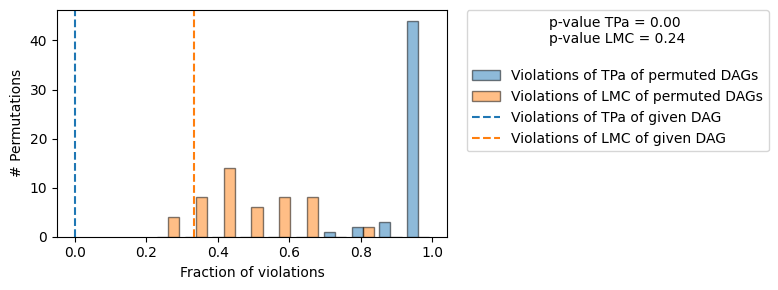 p-value TPa = 0.00
p-value LMC = 0.24
Violations of TPa of permuted DAGs
Violations of LMC of permuted DAGs
Violations of TPa of given DAG
Violations of LMC of given DAG
# Permutations
40
30
20
10
0
0.0 0.2 0.4 0.6 0.8 1.0
Fraction of violations